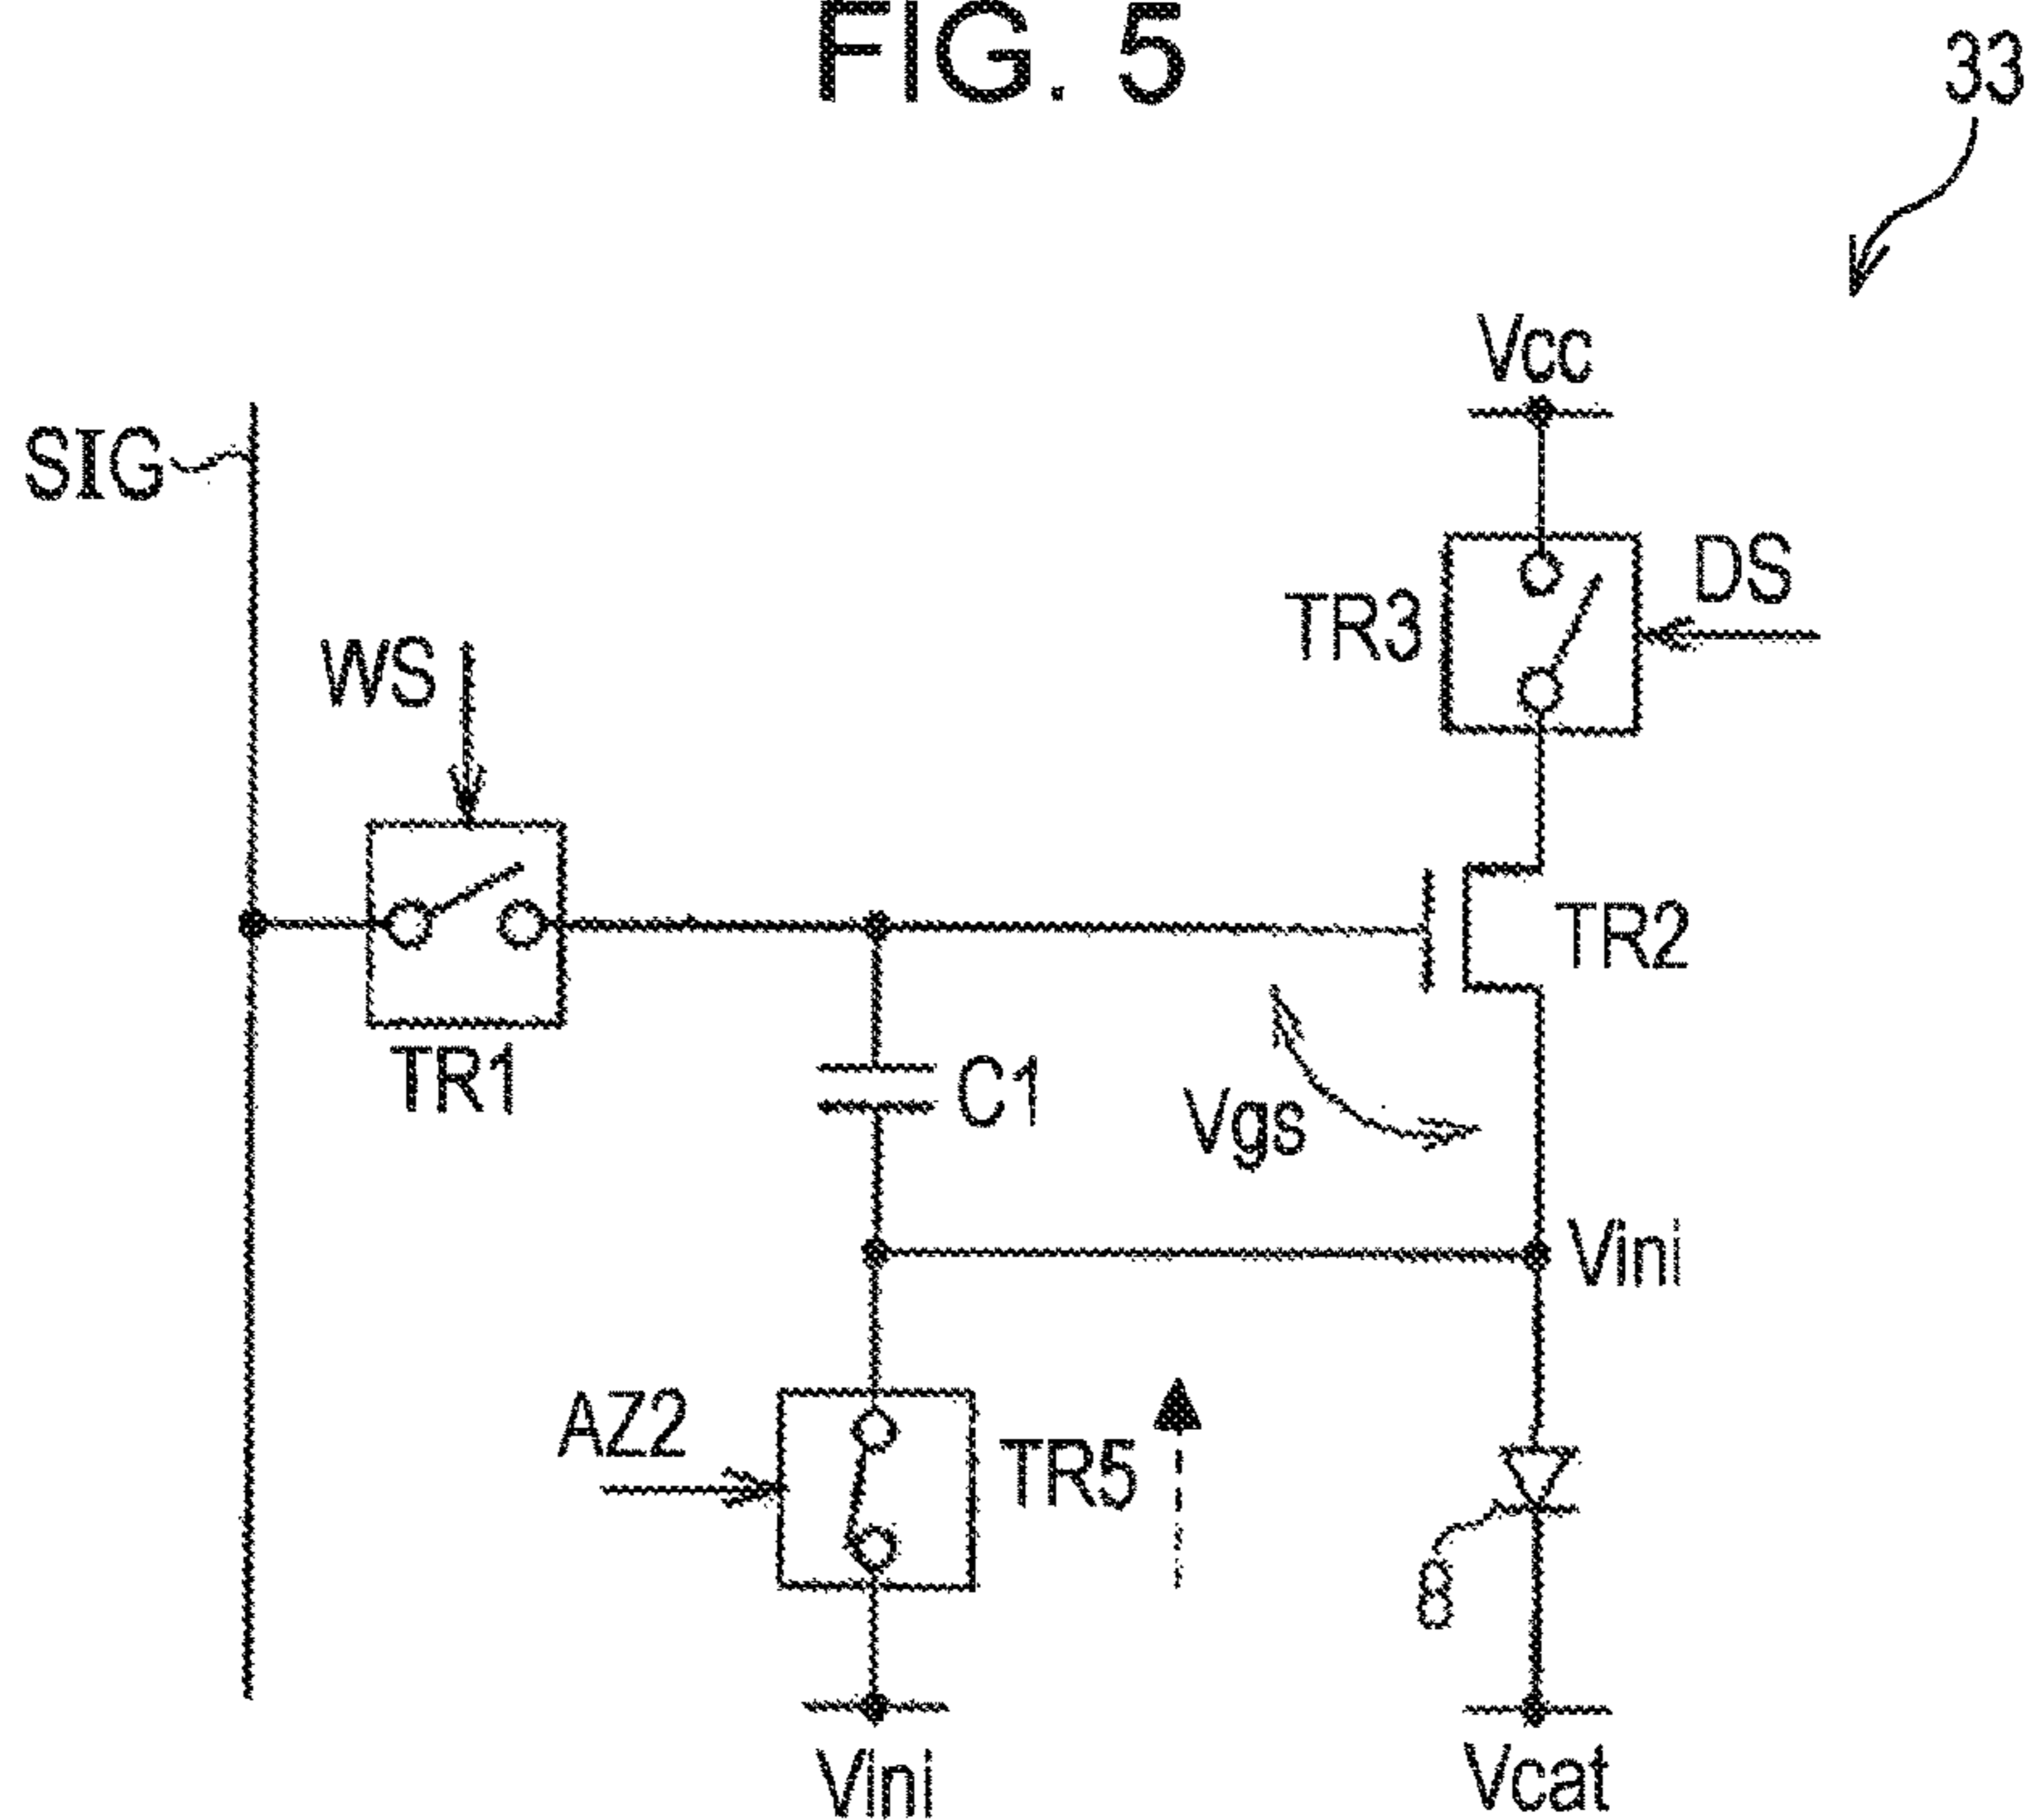 FIG. 5
33
Vcc
SIG
DS
TR3
WS
TR2
TR1
C1
Vgs
Vini
AZ2
TR5
8
Vini
Vcat